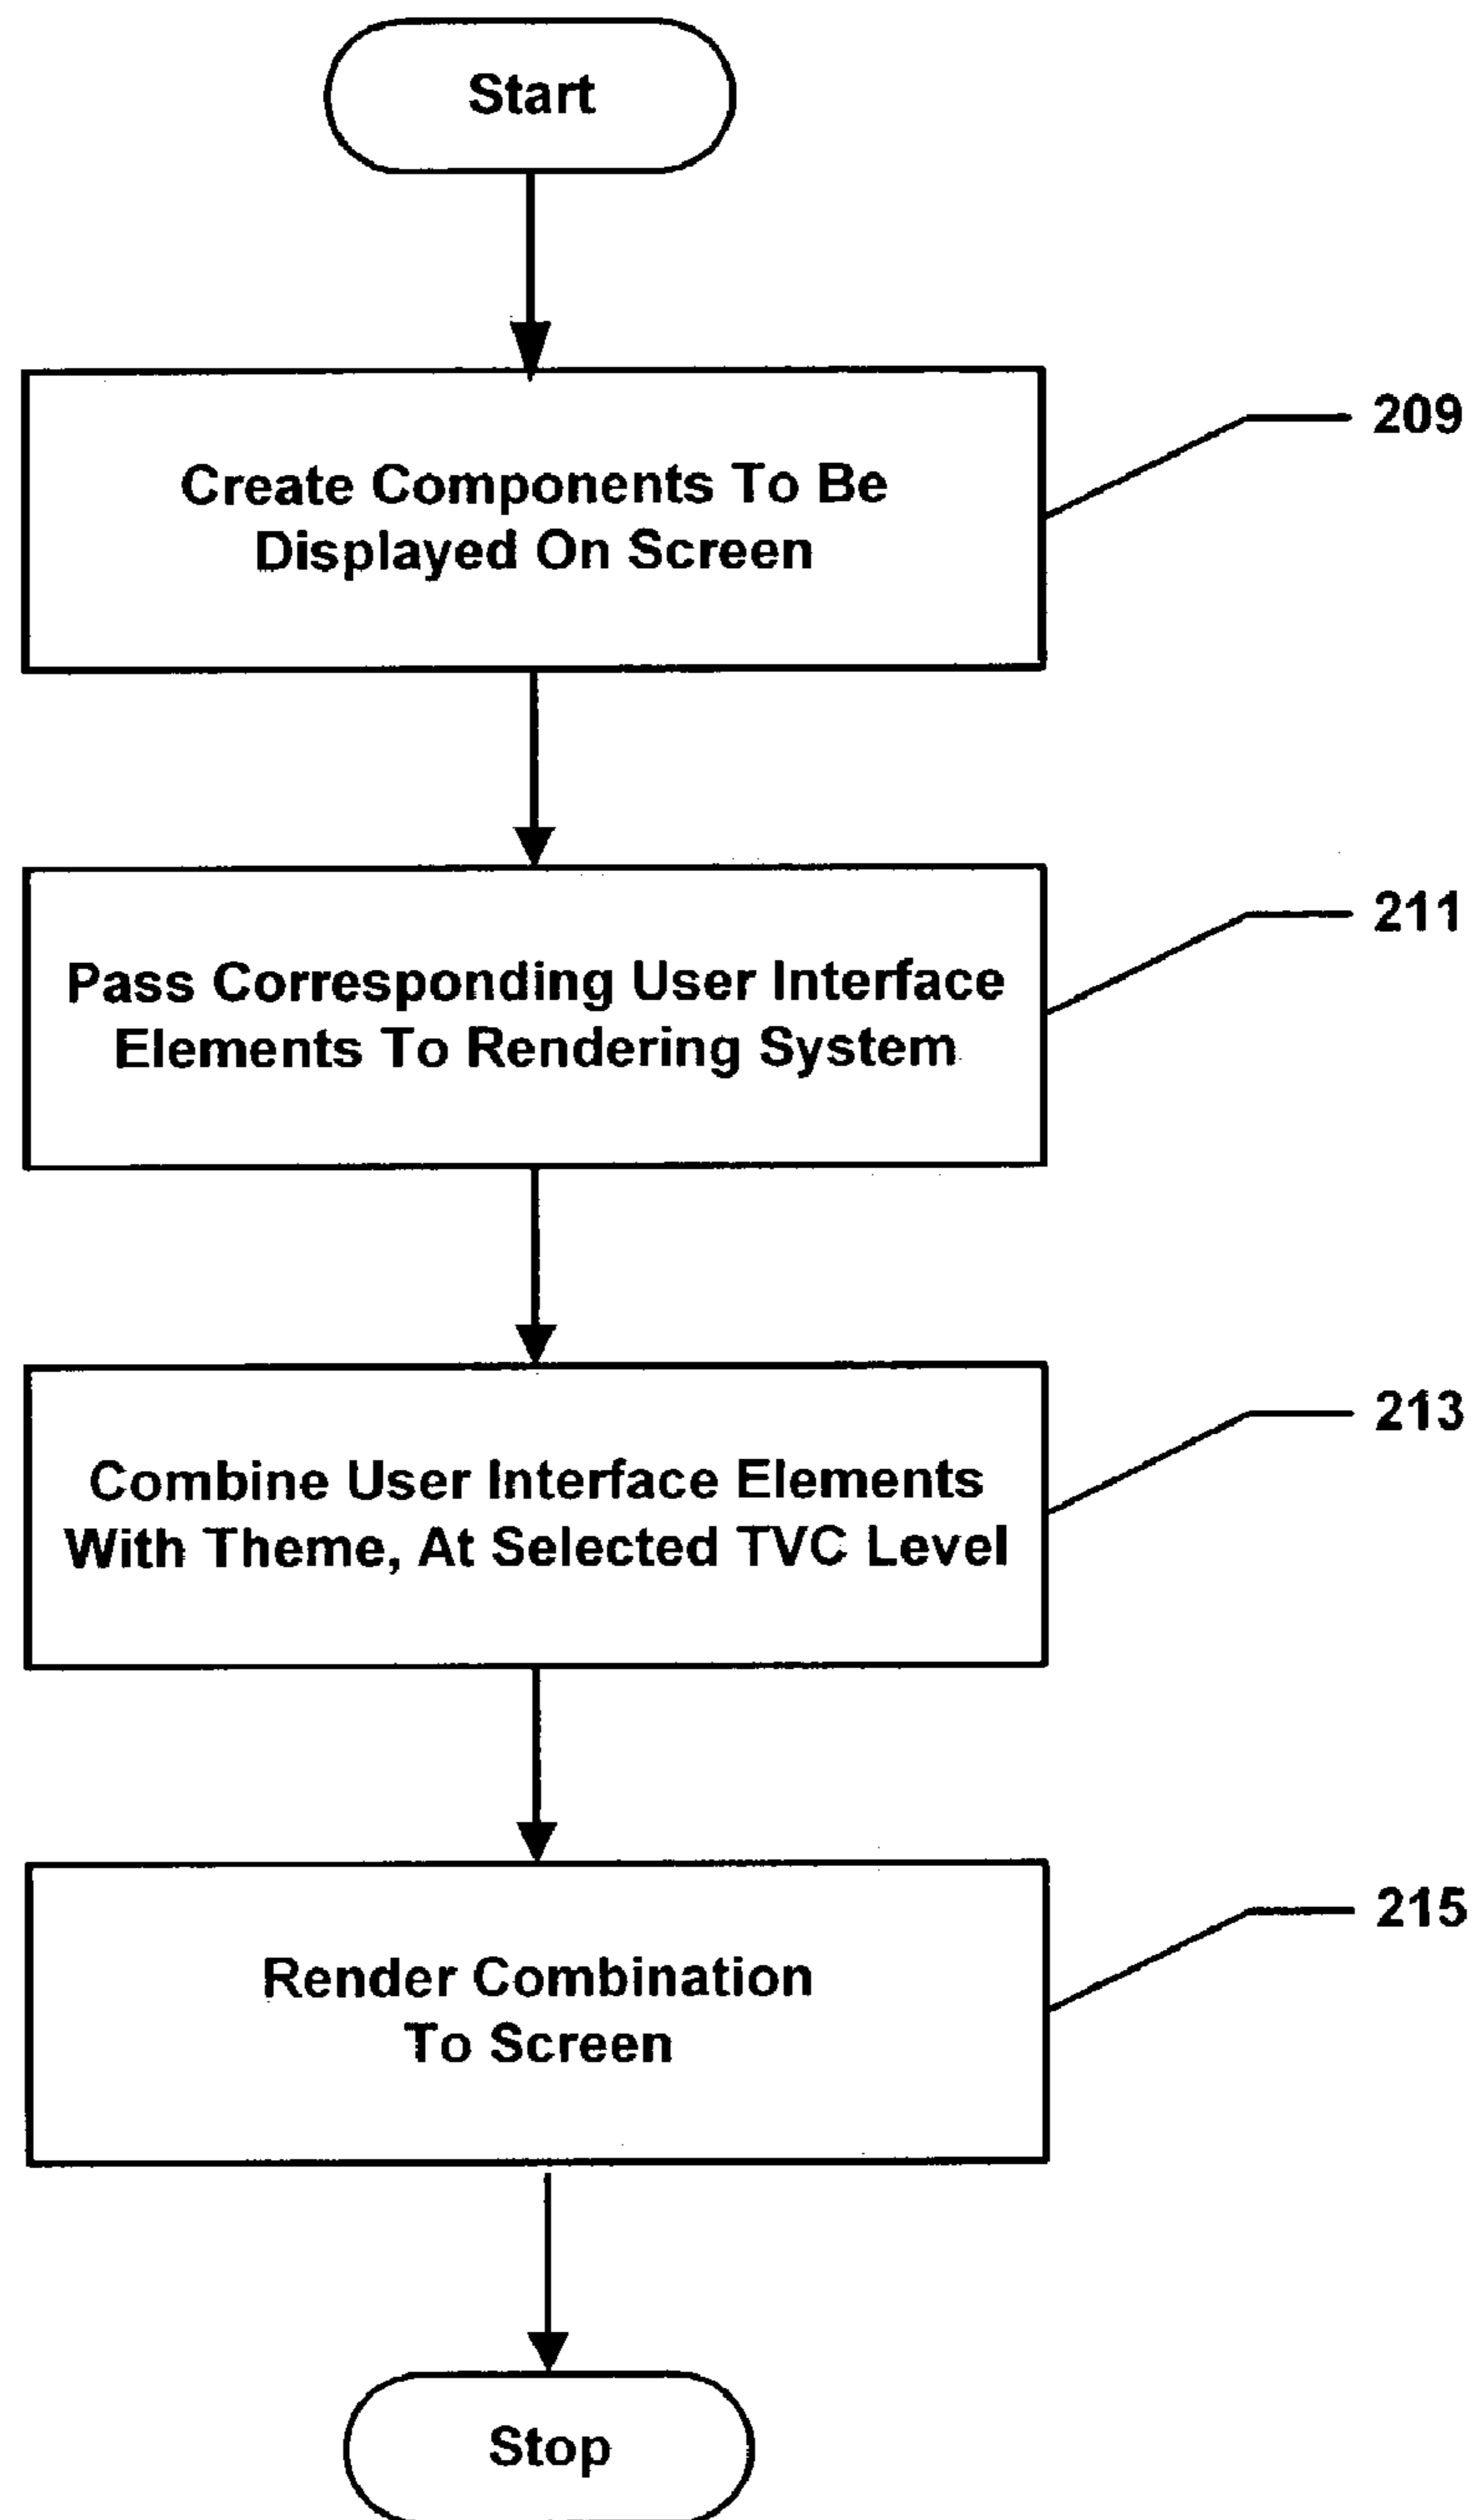 Start
Create Components To Be
Displayed On Screen
209
Pass Corresponding User Interface
Elements To Rendering System
211
Combine User Interface Elements
With Theme, At Selected TVC Level
213
Render Combination
To Screen
215
Stop